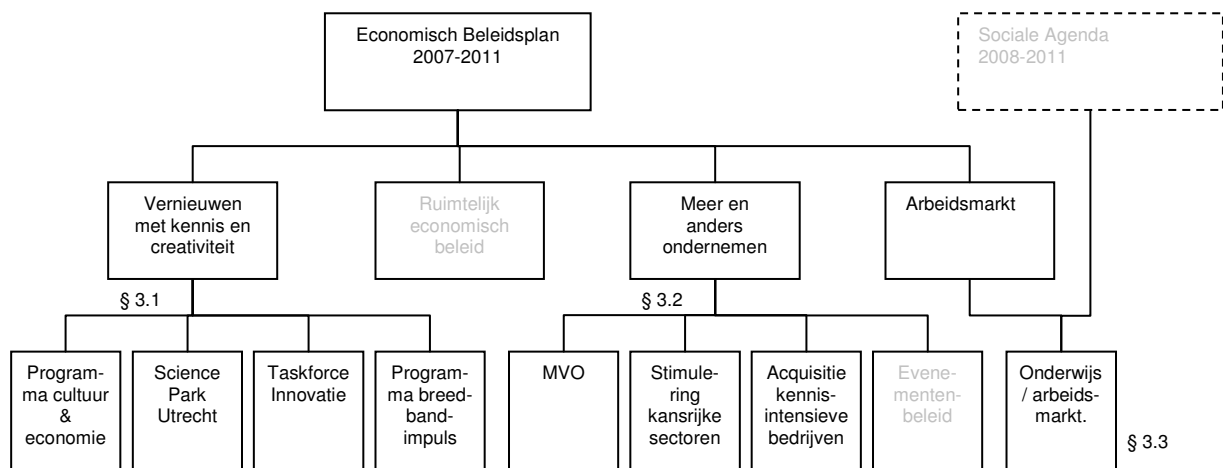 Economisch Beleidsplan
2007-2011
Sociale Agenda
2008-2011
Vernieuwen
met kennis en
creativiteit
Ruimtelijk
economisch
beleid
Meer en
anders
ondernemen
Arbeidsmarkt
§ 3.1
§ 3.2
Program-
ma cultuur
&
economie
Science
Park
Utrecht
Taskforce
Innovatie
Program-
ma breed-
band-
impuls
MVO
Stimule-
ring
kansrijke
sectoren
Acquisitie
kennis-
intensieve
bedrijven
Evene-
menten-
beleid
Onderwijs
/ arbeids-
markt.
§ 3.3